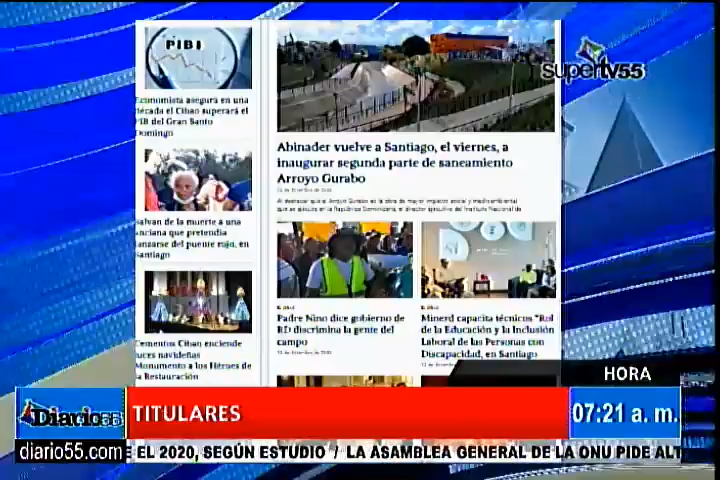 PIBI
Economista asegura en una
década el Cibao superará el
PIB del Gran Santo
Domingo
Salvan de la muerte a una
anciana que pretendía
lanzarse del puente rojo, en
Santiago
Cementos Cibao enciende
luces navideñas
Monumento a los Héroes de
la Restauración
Abinader vuelve a Santiago, el viernes, a
inaugurar segunda parte de saneamiento
Arroyo Gurabo
Padre Nino dice gobierno de
RD discrimina la gente del
campo
Minerd capacita técnicos "Rol
de la Educación y la Inclusión
Laboral de las Personas con
Discapacidad, en Santiago
supertv55
HORA
Diario55
TITULARES
07:21 a. m.
diario55.com
E EL 2020, SEGÚN ESTUDIO / LA ASAMBLEA GENERAL DE LA ONU PIDE ALT